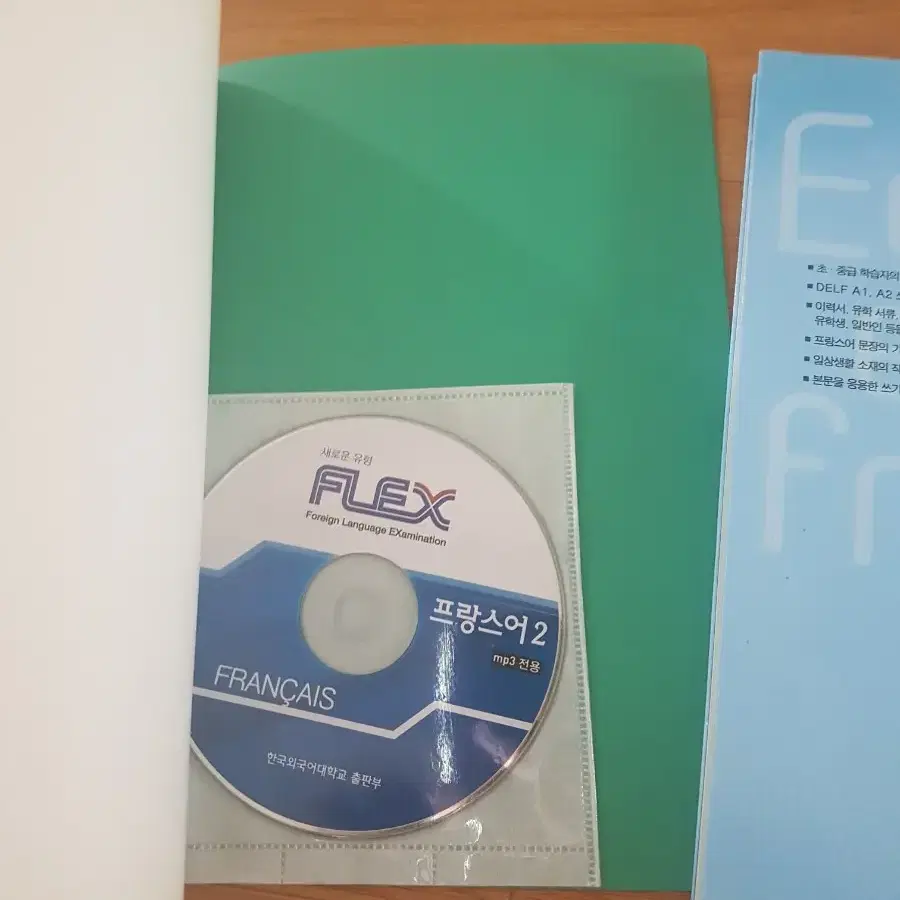 새로운 유형
FLEX
Foreign Language EXamination
프랑스어 2
mp3 전용
FRANÇAIS
한국외국어대학교 출판부
■ 초·중급 학습자의
■ DELF A1, A2
■ 이력서, 유학 서류,
유학생, 일반인 등을
■ 프랑스어 문장의
■ 일상생활 소재의
■ 본문을 응용한 쓰기
fr